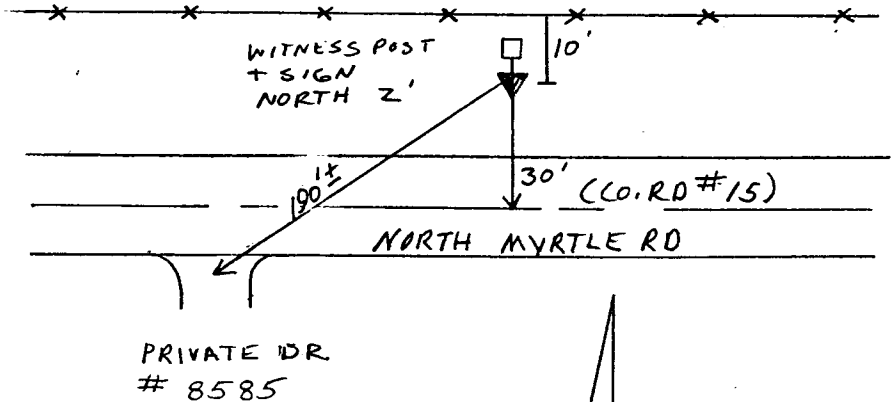 WITNESS POST
+ SIGN
NORTH 2'
10'
190'±
30'
(CO. RD #15)
NORTH MYRTLE RD
PRIVATE DR
# 8585